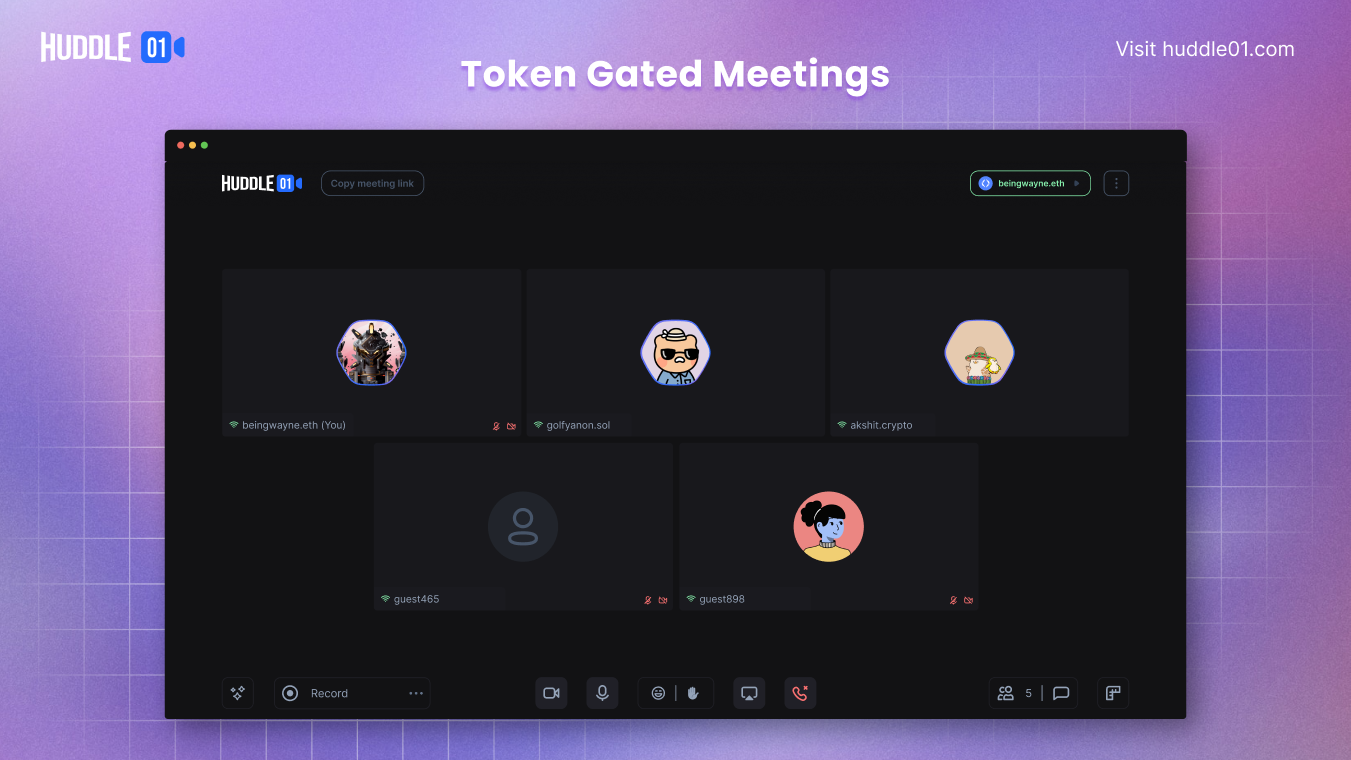 HUDDLE 01
Visit huddle01.com
Token Gated Meetings
HUDDLE 01
Copy meeting link
beingwayne.eth
beingwayne.eth (You)
golfyanon.sol
akshit.crypto
guest465
guest898
Record
5